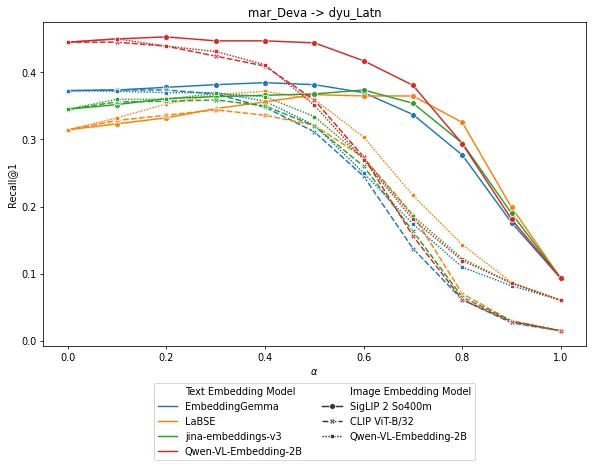 mar_Deva -> dyu_Latn
Recall@1
0.4
0.3
0.2
0.1
0.0
0.0 0.2 0.4 0.6 0.8 1.0
α
Text Embedding Model Image Embedding Model
EmbeddingGemma SigLIP 2 So400m
LaBSE CLIP ViT-B/32
jina-embeddings-v3 Qwen-VL-Embedding-2B
Qwen-VL-Embedding-2B